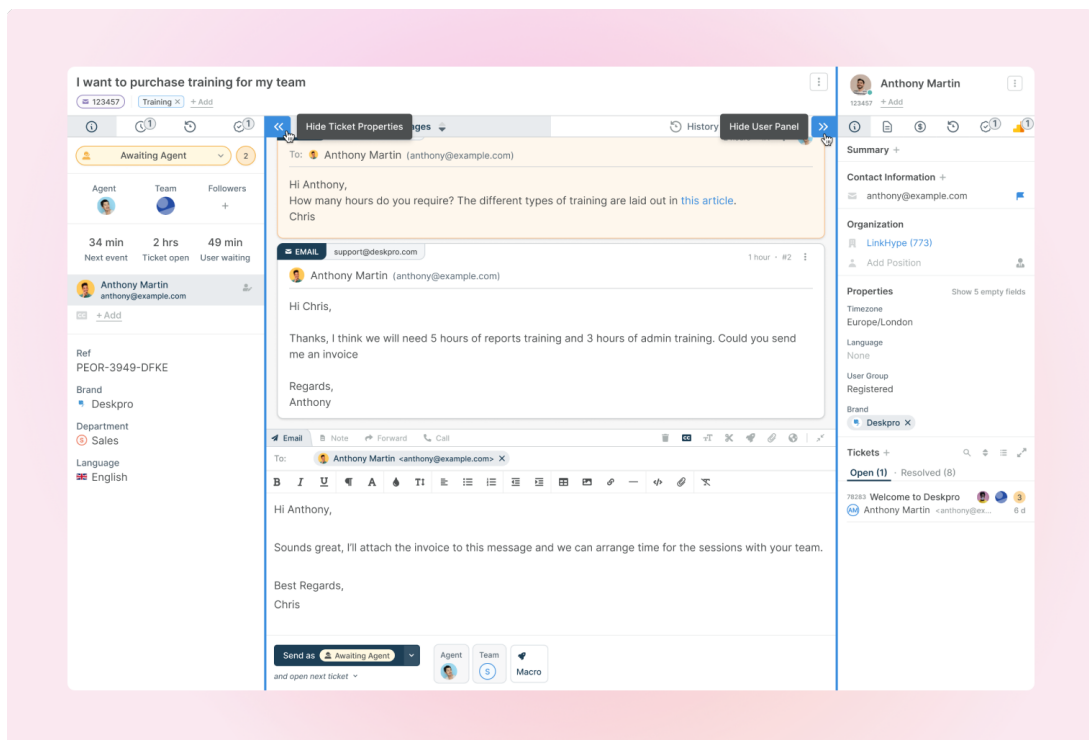 I want to purchase training for my team
123457
Training ×
+ Add
1
1
Hide Ticket Properties
ages
History
Hide User Panel
Awaiting Agent
2
Agent
Team
Followers
+
34 min
2 hrs
49 min
Next event
Ticket open
User waiting
Anthony Martin
anthony@example.com
+ Add
Ref
PEOR-3949-DFKE
Brand
Deskpro
Department
Sales
Language
English
To: Anthony Martin (anthony@example.com)
Hi Anthony,
How many hours do you require? The different types of training are laid out in this article.
Chris
EMAIL
support@deskpro.com
1 hour · #2
Anthony Martin (anthony@example.com)
Hi Chris,
Thanks, I think we will need 5 hours of reports training and 3 hours of admin training. Could you send
me an invoice
Regards,
Anthony
Email
Note
Forward
Call
CC
To: Anthony Martin <anthony@example.com> ×
B I U
Hi Anthony,
Sounds great, I'll attach the invoice to this message and we can arrange time for the sessions with your team.
Best Regards,
Chris
Send as Awaiting Agent
and open next ticket
Agent
Team
S
Macro
Anthony Martin
123457
+ Add
1
1
Summary +
Contact Information +
anthony@example.com
Organization
LinkHype (773)
Add Position
Properties
Show 5 empty fields
Timezone
Europe/London
Language
None
User Group
Registered
Brand
Deskpro ×
Tickets +
Open (1) · Resolved (8)
78283 Welcome to Deskpro
3
AM Anthony Martin <anthony@ex...
6 d